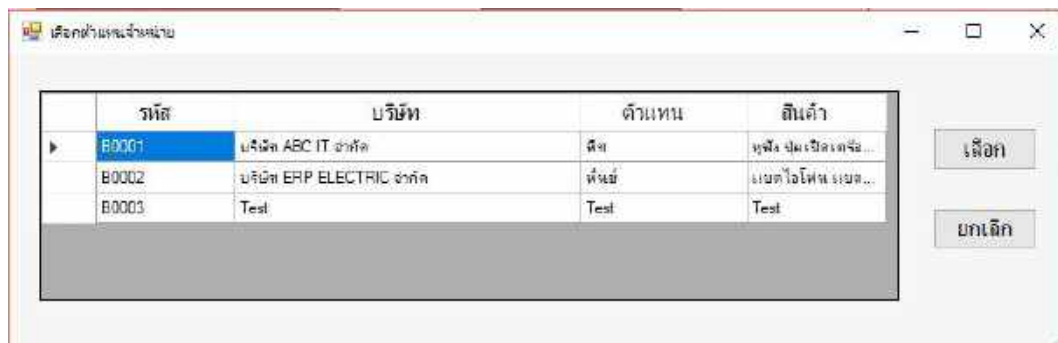 เลือกตัวแทนจำหน่าย
รหัส บริษัท ตัวแทน สินค้า
B0001 บริษัท ABC IT จำกัด
B0002 บริษัท ERP ELECTRIC จำกัด
B0003 Test Test Test
เลือก
ยกเลิก